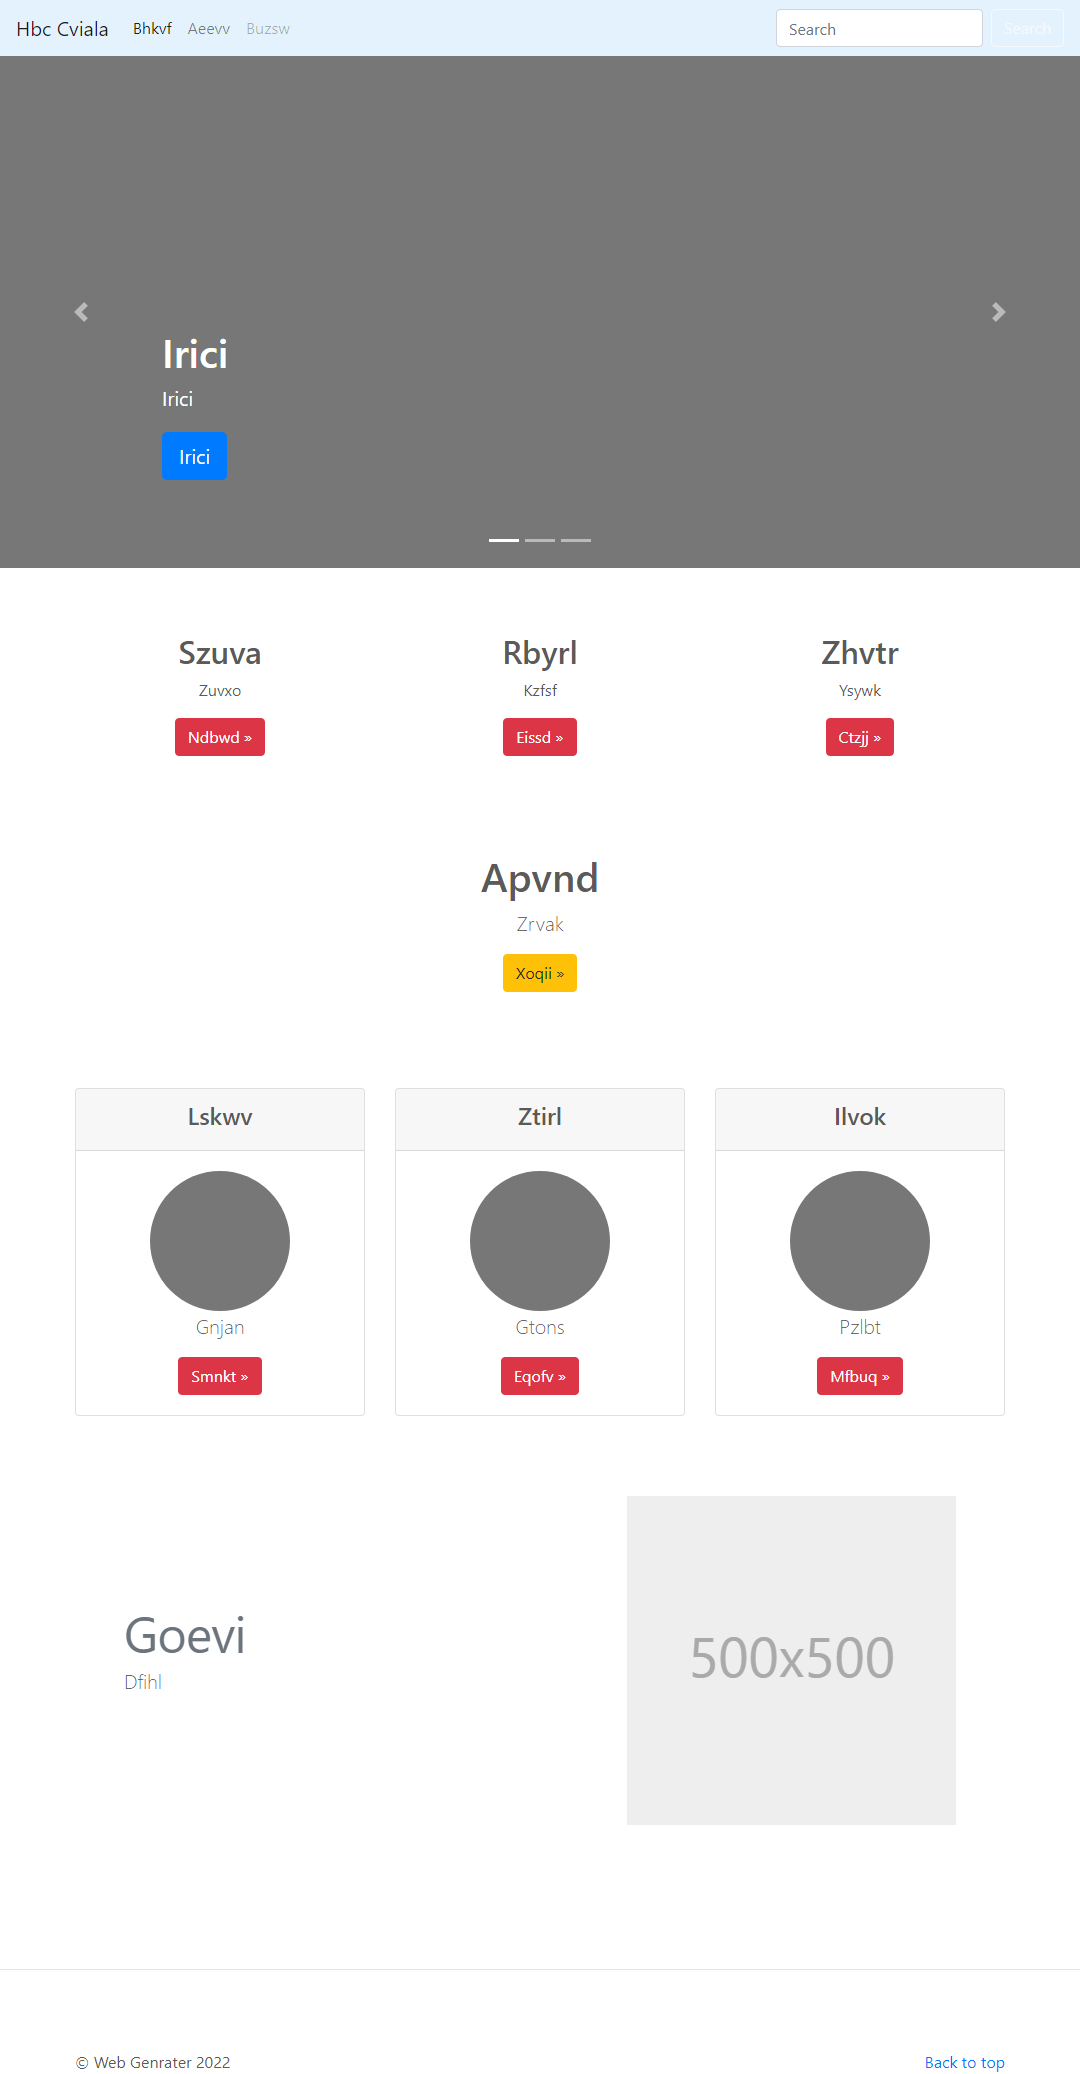 Hbc Cviala Bhkvf Aeevv Buzsw Search Search
Irici
Irici
Irici
Szuva Rbyrl Zhvtr
Zuvxo Kzfsf Ysywk
Ndbwd » Eissd » Ctzjj »
Apvnd
Zrvak
Xoqii »
Lskwv Ztirl Ilvok
Gnjan Gtons Pzlbt
Smnkt » Eqofv » Mfbuq »
Goevi
Dfihl
500x500
© Web Genrater 2022 Back to top